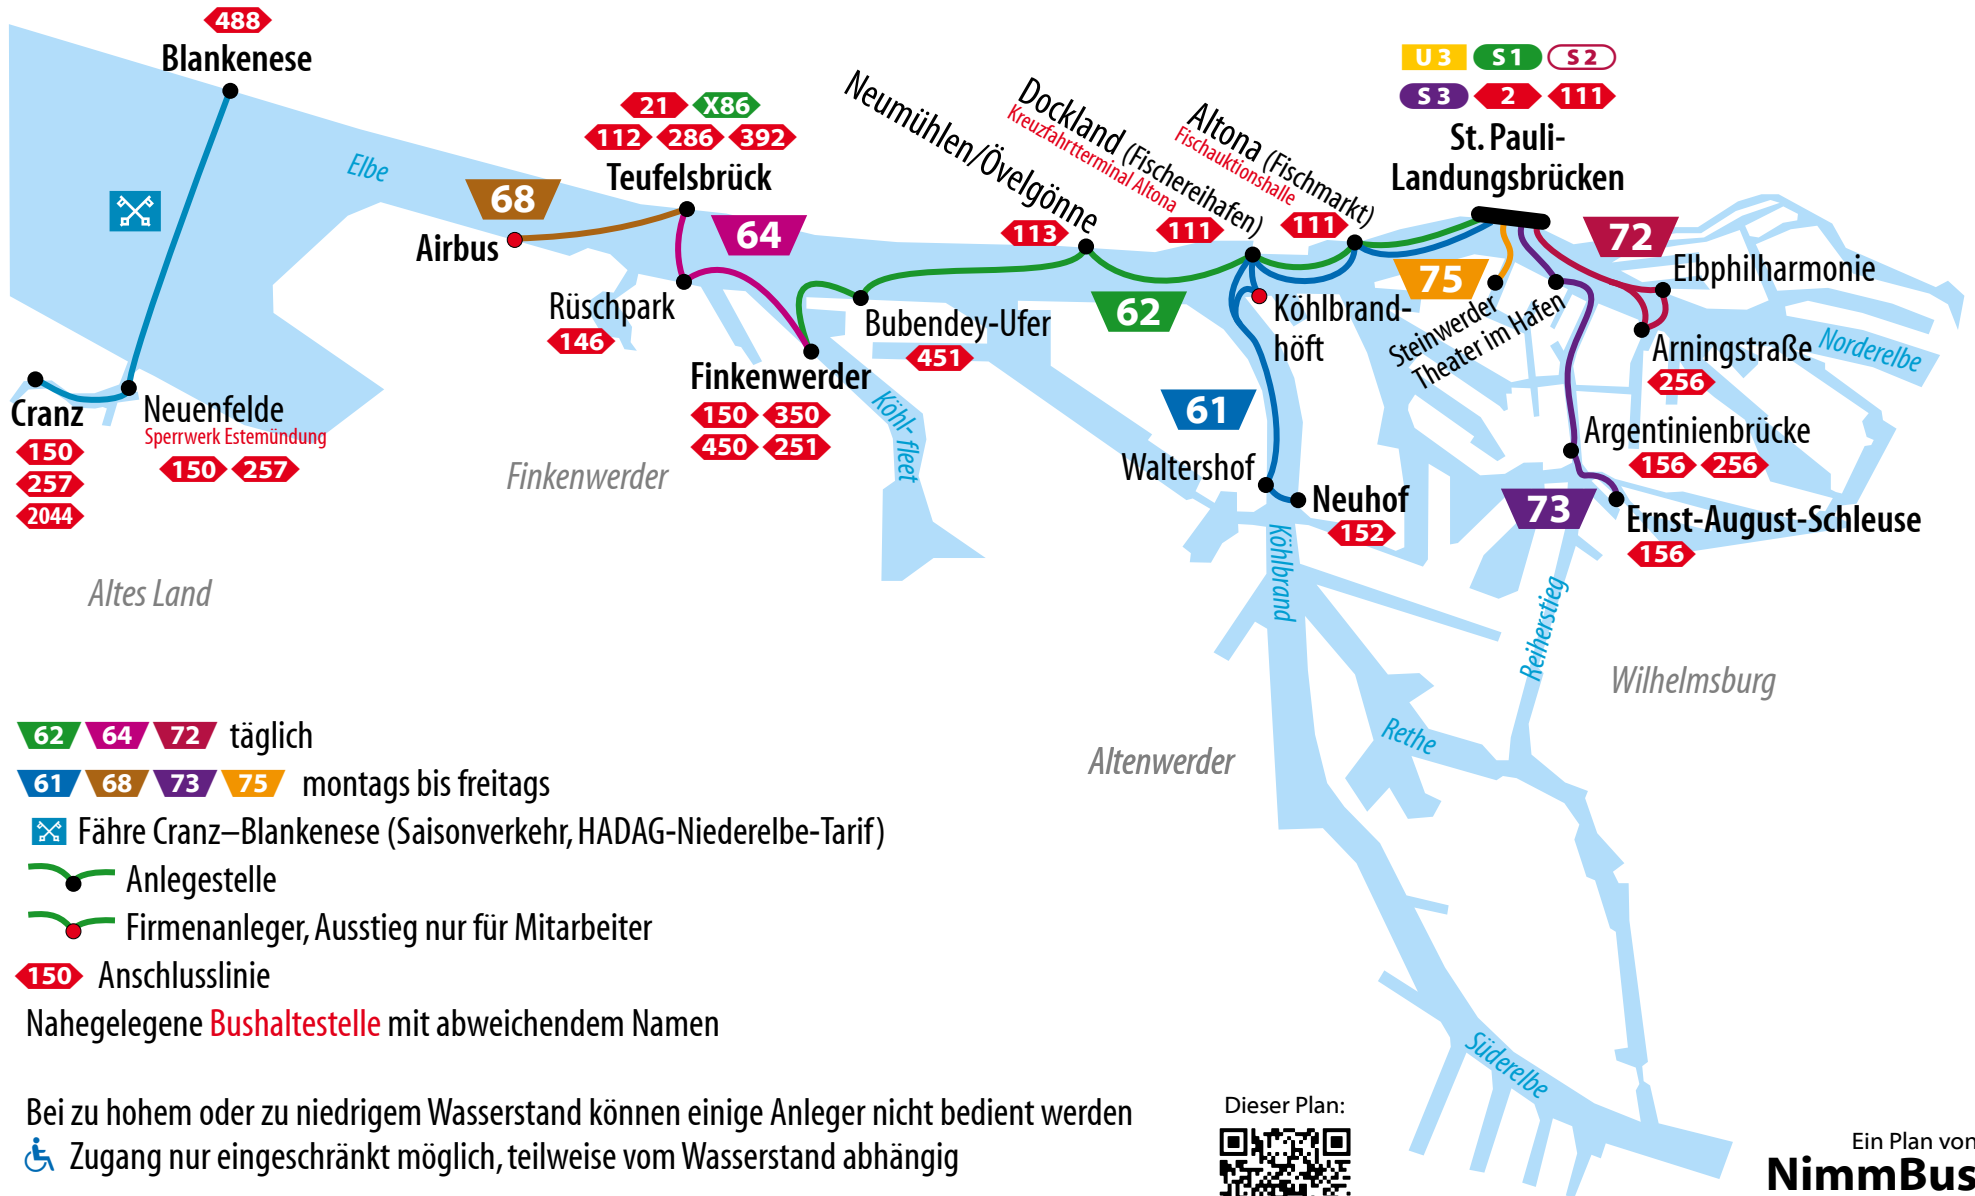 488
Blankenese
Elbe
21 X86
112 286 392
Teufelsbrück
68
Airbus
64
Rüschpark
146
Neumühlen/Övelgönne
113
Dockland (Fischereihafen)
Kreuzfahrtterminal Altona
111
Altona (Fischmarkt)
Fischauktionshalle
111
U 3 S 1 S 2
S 3 2 111
St. Pauli-
Landungsbrücken
72
75
Elbphilharmonie
Steinwerder
Theater im Hafen
Arningstraße
256
Norderelbe
62
Bubendey-Ufer
451
Köhlbrand-
höft
Finkenwerder
150 350
450 251
Köhl-
fleet
Cranz
150
257
2044
Neuenfelde
Sperrwerk Estemündung
150 257
Finkenwerder
61
Waltershof
Neuhof
152
Argentinienbrücke
156 256
73
Ernst-August-Schleuse
156
Altes Land
Köhlbrand
Reiherstieg
Wilhelmsburg
Altenwerder
Rethe
Süderelbe
62 64 72 täglich
61 68 73 75 montags bis freitags
Fähre Cranz–Blankenese (Saisonverkehr, HADAG-Niederelbe-Tarif)
Anlegestelle
Firmenanleger, Ausstieg nur für Mitarbeiter
150 Anschlusslinie
Nahegelegene Bushaltestelle mit abweichendem Namen
Bei zu hohem oder zu niedrigem Wasserstand können einige Anleger nicht bedient werden
Zugang nur eingeschränkt möglich, teilweise vom Wasserstand abhängig
Dieser Plan:
Ein Plan von
NimmBus